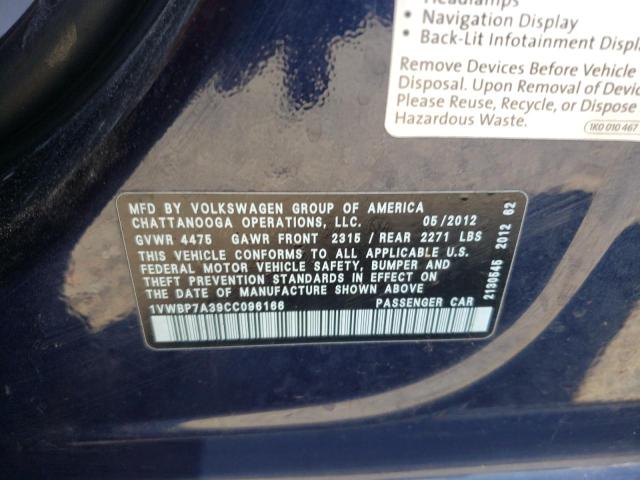 Headlamps
• Navigation Display
• Back-Lit Infotainment Displ
Remove Devices Before Vehicle
Disposal. Upon Removal of Devic
Please Reuse, Recycle, or Dispose
Hazardous Waste.
1K0 010 467
MFD BY VOLKSWAGEN GROUP OF AMERICA
CHATTANOOGA OPERATIONS, LLC. 05/2012
GVWR 4475 GAWR FRONT 2315 / REAR 2271 LBS
THIS VEHICLE CONFORMS TO ALL APPLICABLE U.S.
FEDERAL MOTOR VEHICLE SAFETY, BUMPER AND
THEFT PREVENTION STANDARDS IN EFFECT ON
THE DATE OF MANUFACTURE SHOWN ABOVE
1VWBP7A39CC096166 PASSENGER CAR
2130645 2012 62